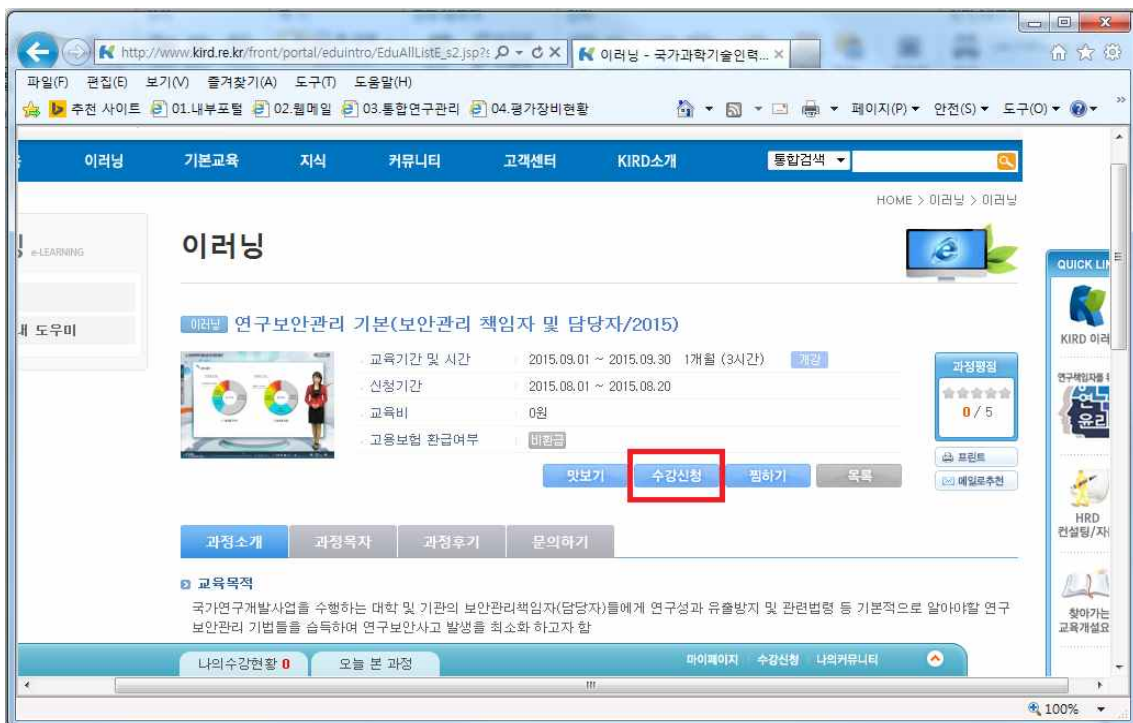 http://www.kird.re.kr/front/portal/eduintro/EduAllListE_s2.jsp?s
이러닝 - 국가과학기술인력...
파일(F) 편집(E) 보기(V) 즐겨찾기(A) 도구(T) 도움말(H)
추천 사이트 01.내부포털 02.웹메일 03.통합연구관리 04.평가장비현황 페이지(P) 안전(S) 도구(O)
이러닝 기본교육 지식 커뮤니티 고객센터 KIRD소개 통합검색
HOME > 이러닝 > 이러닝
e-LEARNING
이러닝
QUICK LIN
내 도우미
이러닝 연구보안관리 기본(보안관리 책임자 및 담당자/2015)
KIRD 이러
교육기간 및 시간 2015.09.01 ~ 2015.09.30 1개월 (3시간) 개강
과정평점
신청기간 2015.08.01 ~ 2015.08.20
연구책임자를 위
연구
윤리
0 / 5
교육비 0원
고용보험 환급여부 비환급
프린트
맛보기 수강신청 찜하기 목록
메일로추천
HRD
컨설팅/자
과정소개 과정목차 과정후기 문의하기
교육목적
국가연구개발사업을 수행하는 대학 및 기관의 보안관리책임자(담당자)들에게 연구성과 유출방지 및 관련법령 등 기본적으로 알아야할 연구
보안관리 기법들을 습득하여 연구보안사고 발생을 최소화 하고자 함
찾아가는
교육개설요
나의수강현황 0 오늘 본 과정 마이페이지 수강신청 나의커뮤니티
100%